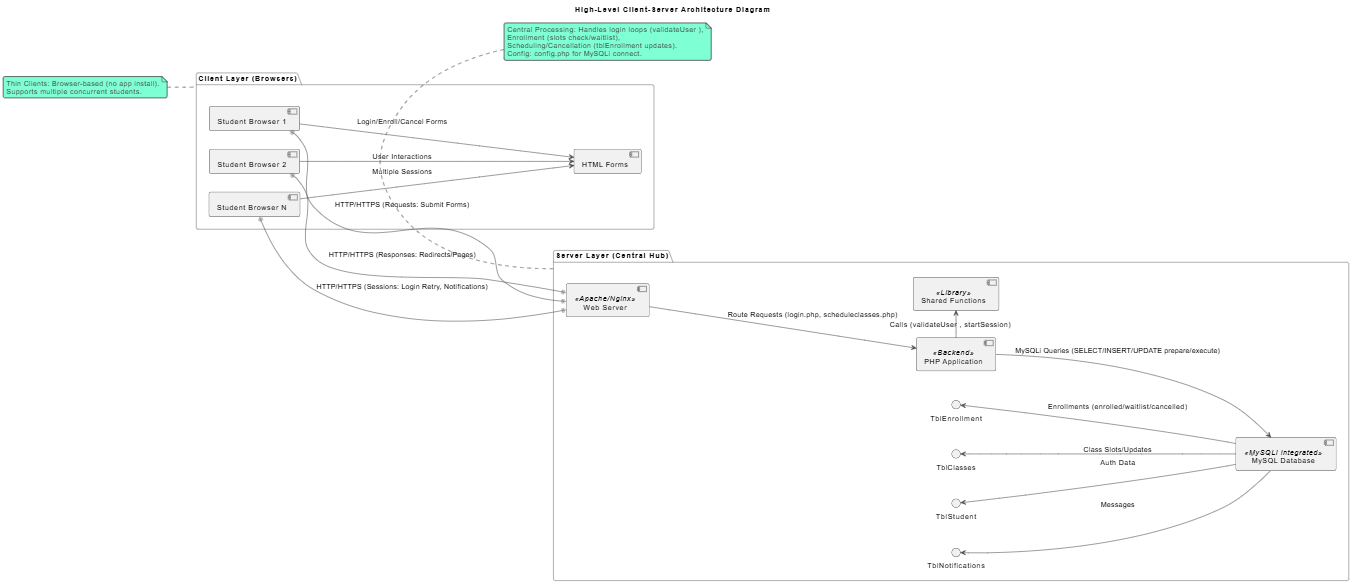 High-Level Client-Server Architecture Diagram
Central Processing: Handles login loops (validateUser ),
Enrollment (slots check/waitlist),
Scheduling/Cancellation (tblEnrollment updates).
Config: config.php for MySQLi connect.
Thin Clients: Browser-based (no app install).
Supports multiple concurrent students.
Client Layer (Browsers)
Student Browser 1
Login/Enroll/Cancel Forms
Student Browser 2
User Interactions
HTML Forms
Multiple Sessions
Student Browser N
HTTP/HTTPS (Requests: Submit Forms)
HTTP/HTTPS (Responses: Redirects/Pages)
HTTP/HTTPS (Sessions: Login Retry, Notifications)
Server Layer (Central Hub)
«Apache/Nginx»
Web Server
Route Requests (login.php, scheduleclasses.php)
«Library»
Shared Functions
Calls (validateUser , startSession)
«Backend»
PHP Application
MySQLi Queries (SELECT/INSERT/UPDATE prepare/execute)
Enrollments (enrolled/waitlist/cancelled)
TblEnrollment
Class Slots/Updates
«MySQLi Integrated»
MySQL Database
TblClasses
Auth Data
TblStudent
Messages
TblNotifications